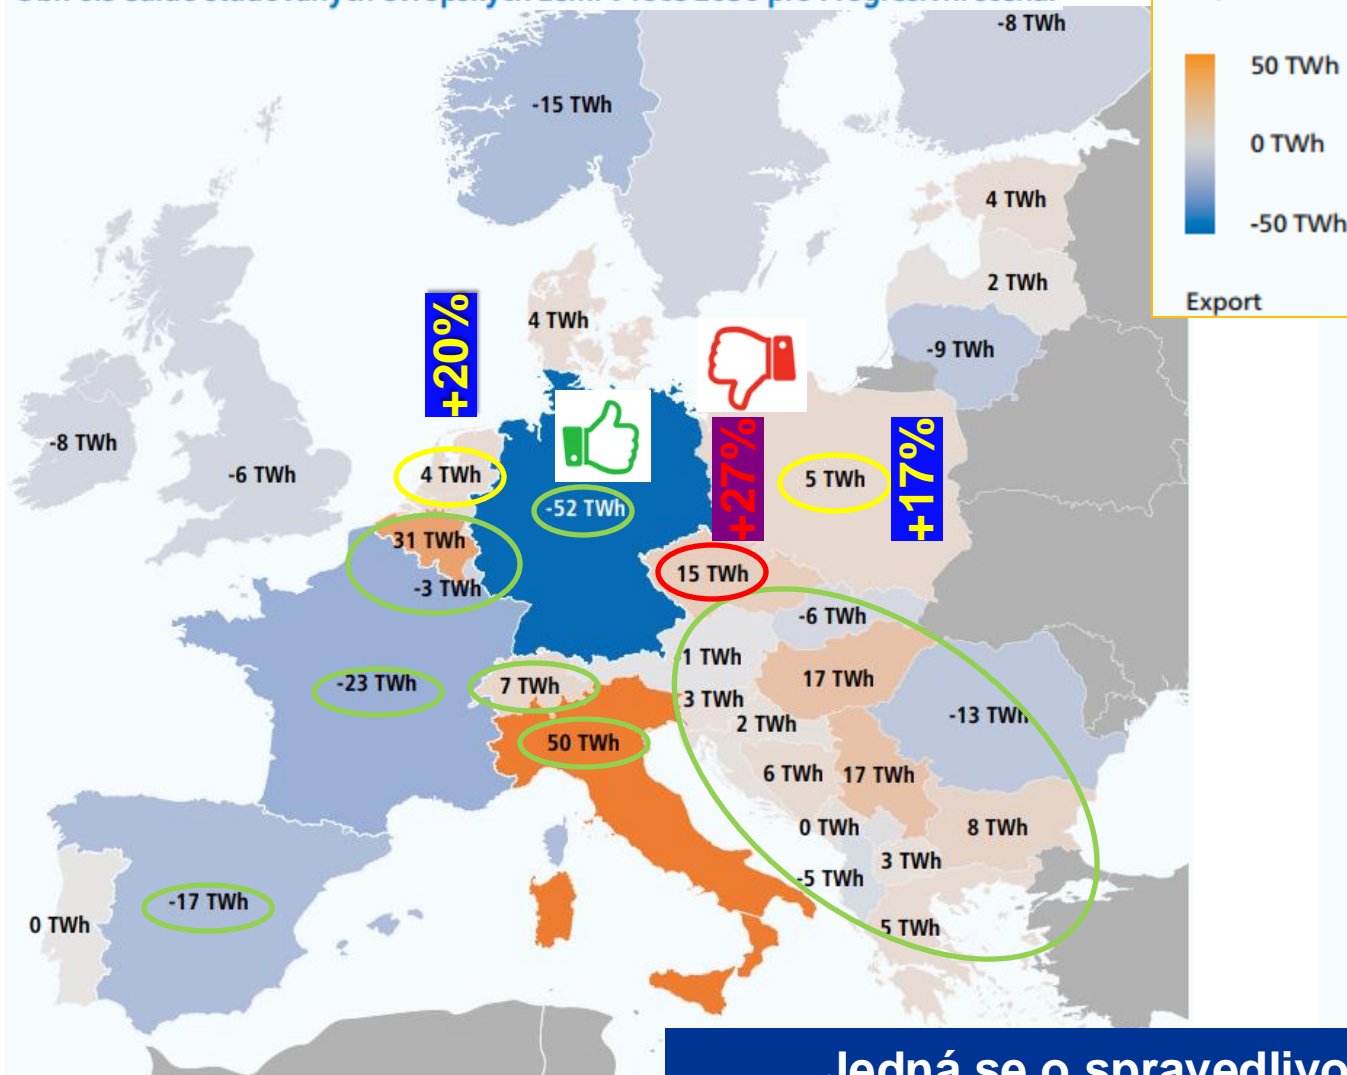 -8 TWh
50 TWh
-15 TWh
0 TWh
4 TWh
-50 TWh
2 TWh
Export
4 TWh
+20%
-9 TWh
-8 TWh
-6 TWh
4 TWh
+27%
5 TWh
+17%
-52 TWh
31 TWh
15 TWh
-3 TWh
-6 TWh
1 TWh
-23 TWh
7 TWh
17 TWh
3 TWh
2 TWh
-13 TWh
50 TWh
6 TWh
17 TWh
0 TWh
8 TWh
3 TWh
-5 TWh
-17 TWh
0 TWh
5 TWh
Jedná se o spravedlivo